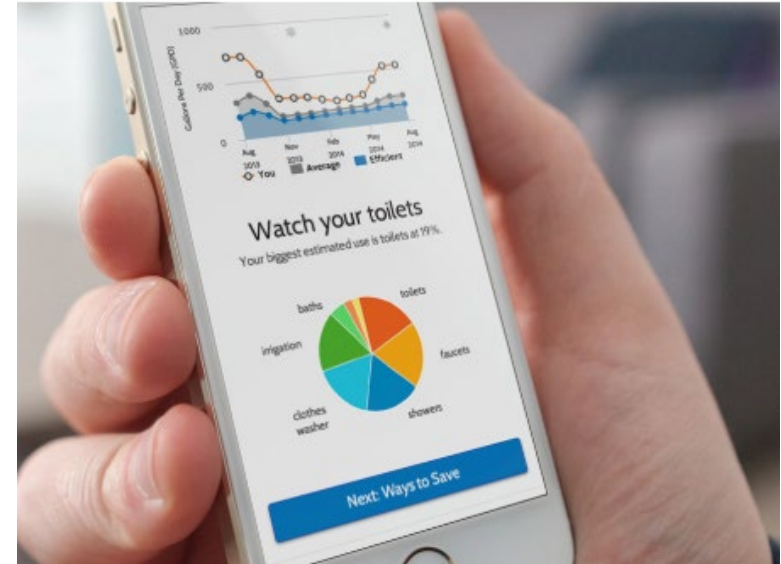 1000
Gallons Per Day (GPD)
500
0
Aug
2013
Nov
2013
Feb
2014
May
2014
Aug
2014
You
Average
Efficient
Watch your toilets
Your biggest estimated use is toilets at 19%.
baths
toilets
irrigation
faucets
clothes
washer
showers
Next: Ways to Save